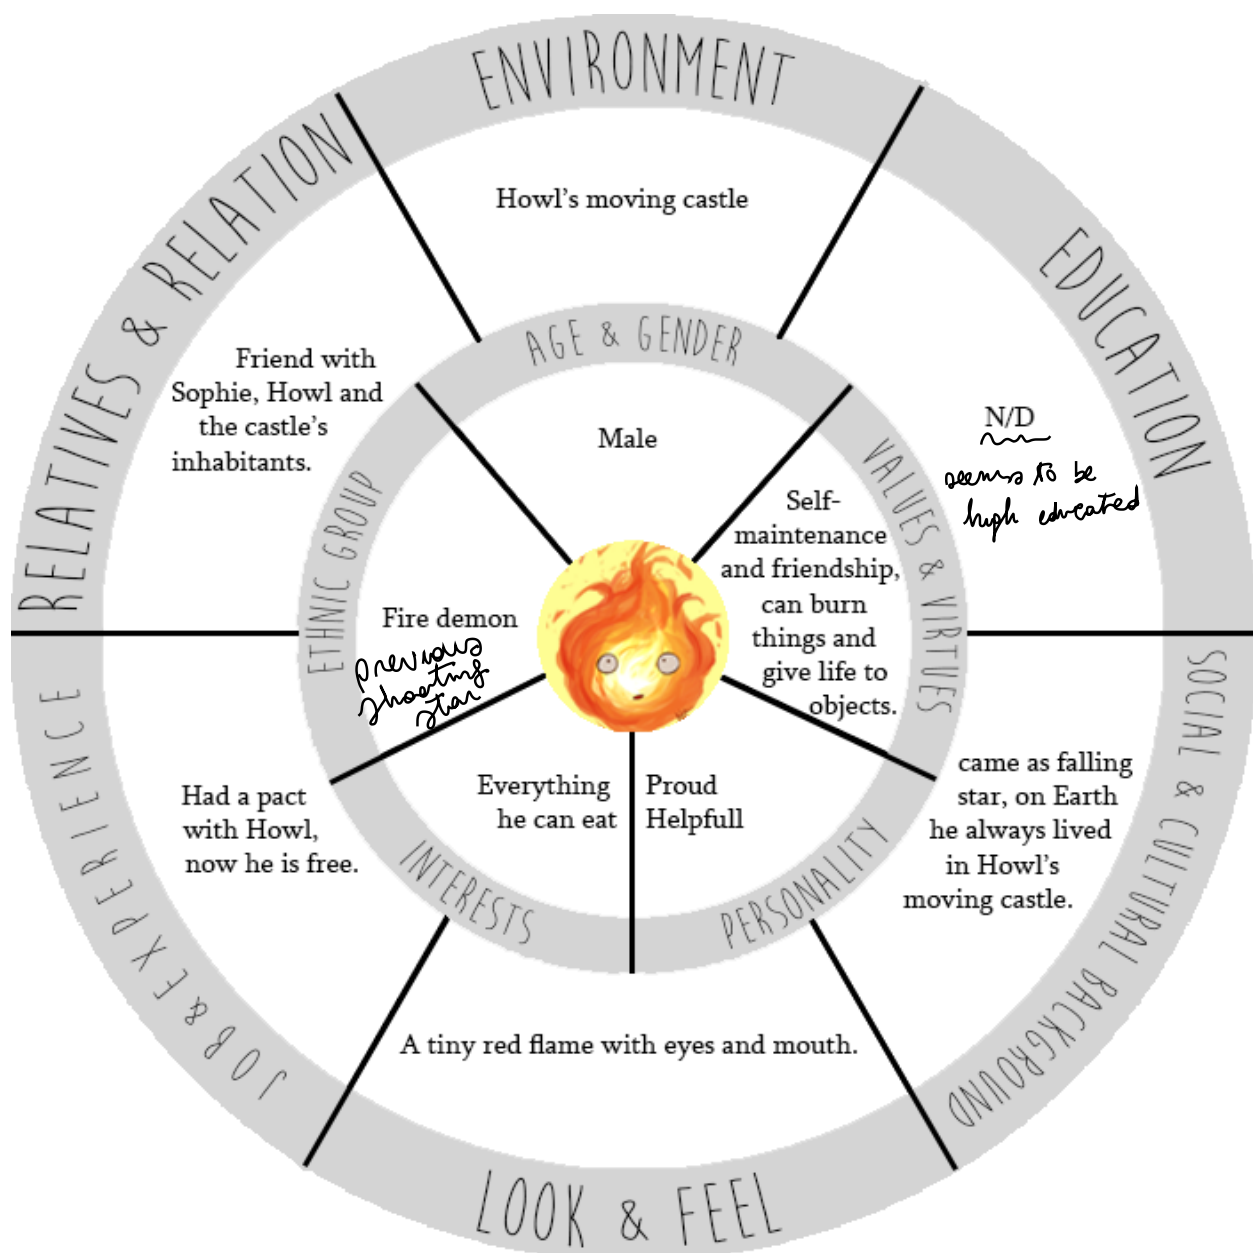 ENVIRONMENT
Howl's moving castle
EDUCATION
N/D
seems to be
high educated
SOCIAL & CULTURAL BACKGROUND
came as falling
star, on Earth
he always lived
in Howl's
moving castle.
LOOK & FEEL
A tiny red flame with eyes and mouth.
JOB & EXPERIENCE
Had a pact
with Howl,
now he is free.
RELATIVES & RELATION
Friend with
Sophie, Howl and
the castle's
inhabitants.
AGE & GENDER
Male
VALUES & VIRTUES
Self-
maintenance
and friendship,
can burn
things and
give life to
objects.
PERSONALITY
Proud
Helpfull
INTERESTS
Everything
he can eat
ETHNIC GROUP
Fire demon
previous
shooting
star